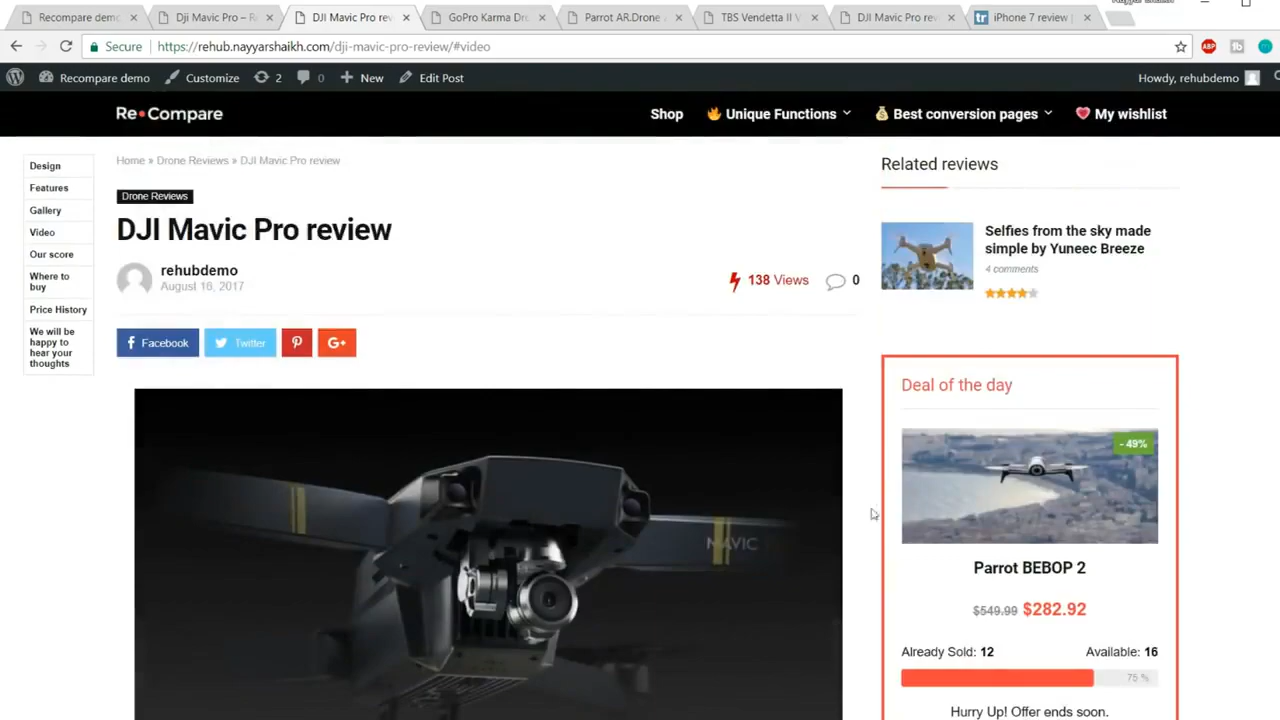 Recompare demo
Dji Mavic Pro – R
DJI Mavic Pro rev
GoPro Karma Dr
Parrot AR.Drone
TBS Vendetta II V
DJI Mavic Pro rev
tr iPhone 7 review
Secure https://rehub.nayyarshaikh.com/dji-mavic-pro-review/#video
ABP
Recompare demo Customize 2 0 New Edit Post Howdy, rehubdemo
Re•Compare Shop Unique Functions Best conversion pages My wishlist
Design
Features
Gallery
Video
Our score
Where to
buy
Price History
We will be
happy to
hear your
thoughts
Home » Drone Reviews » DJI Mavic Pro review
Drone Reviews
DJI Mavic Pro review
rehubdemo
August 16, 2017
138 Views 0
Facebook Twitter G+
MAVIC
Related reviews
Selfies from the sky made
simple by Yuneec Breeze
4 comments
Deal of the day
- 49%
Parrot BEBOP 2
$549.99 $282.92
Already Sold: 12 Available: 16
75 %
Hurry Up! Offer ends soon.